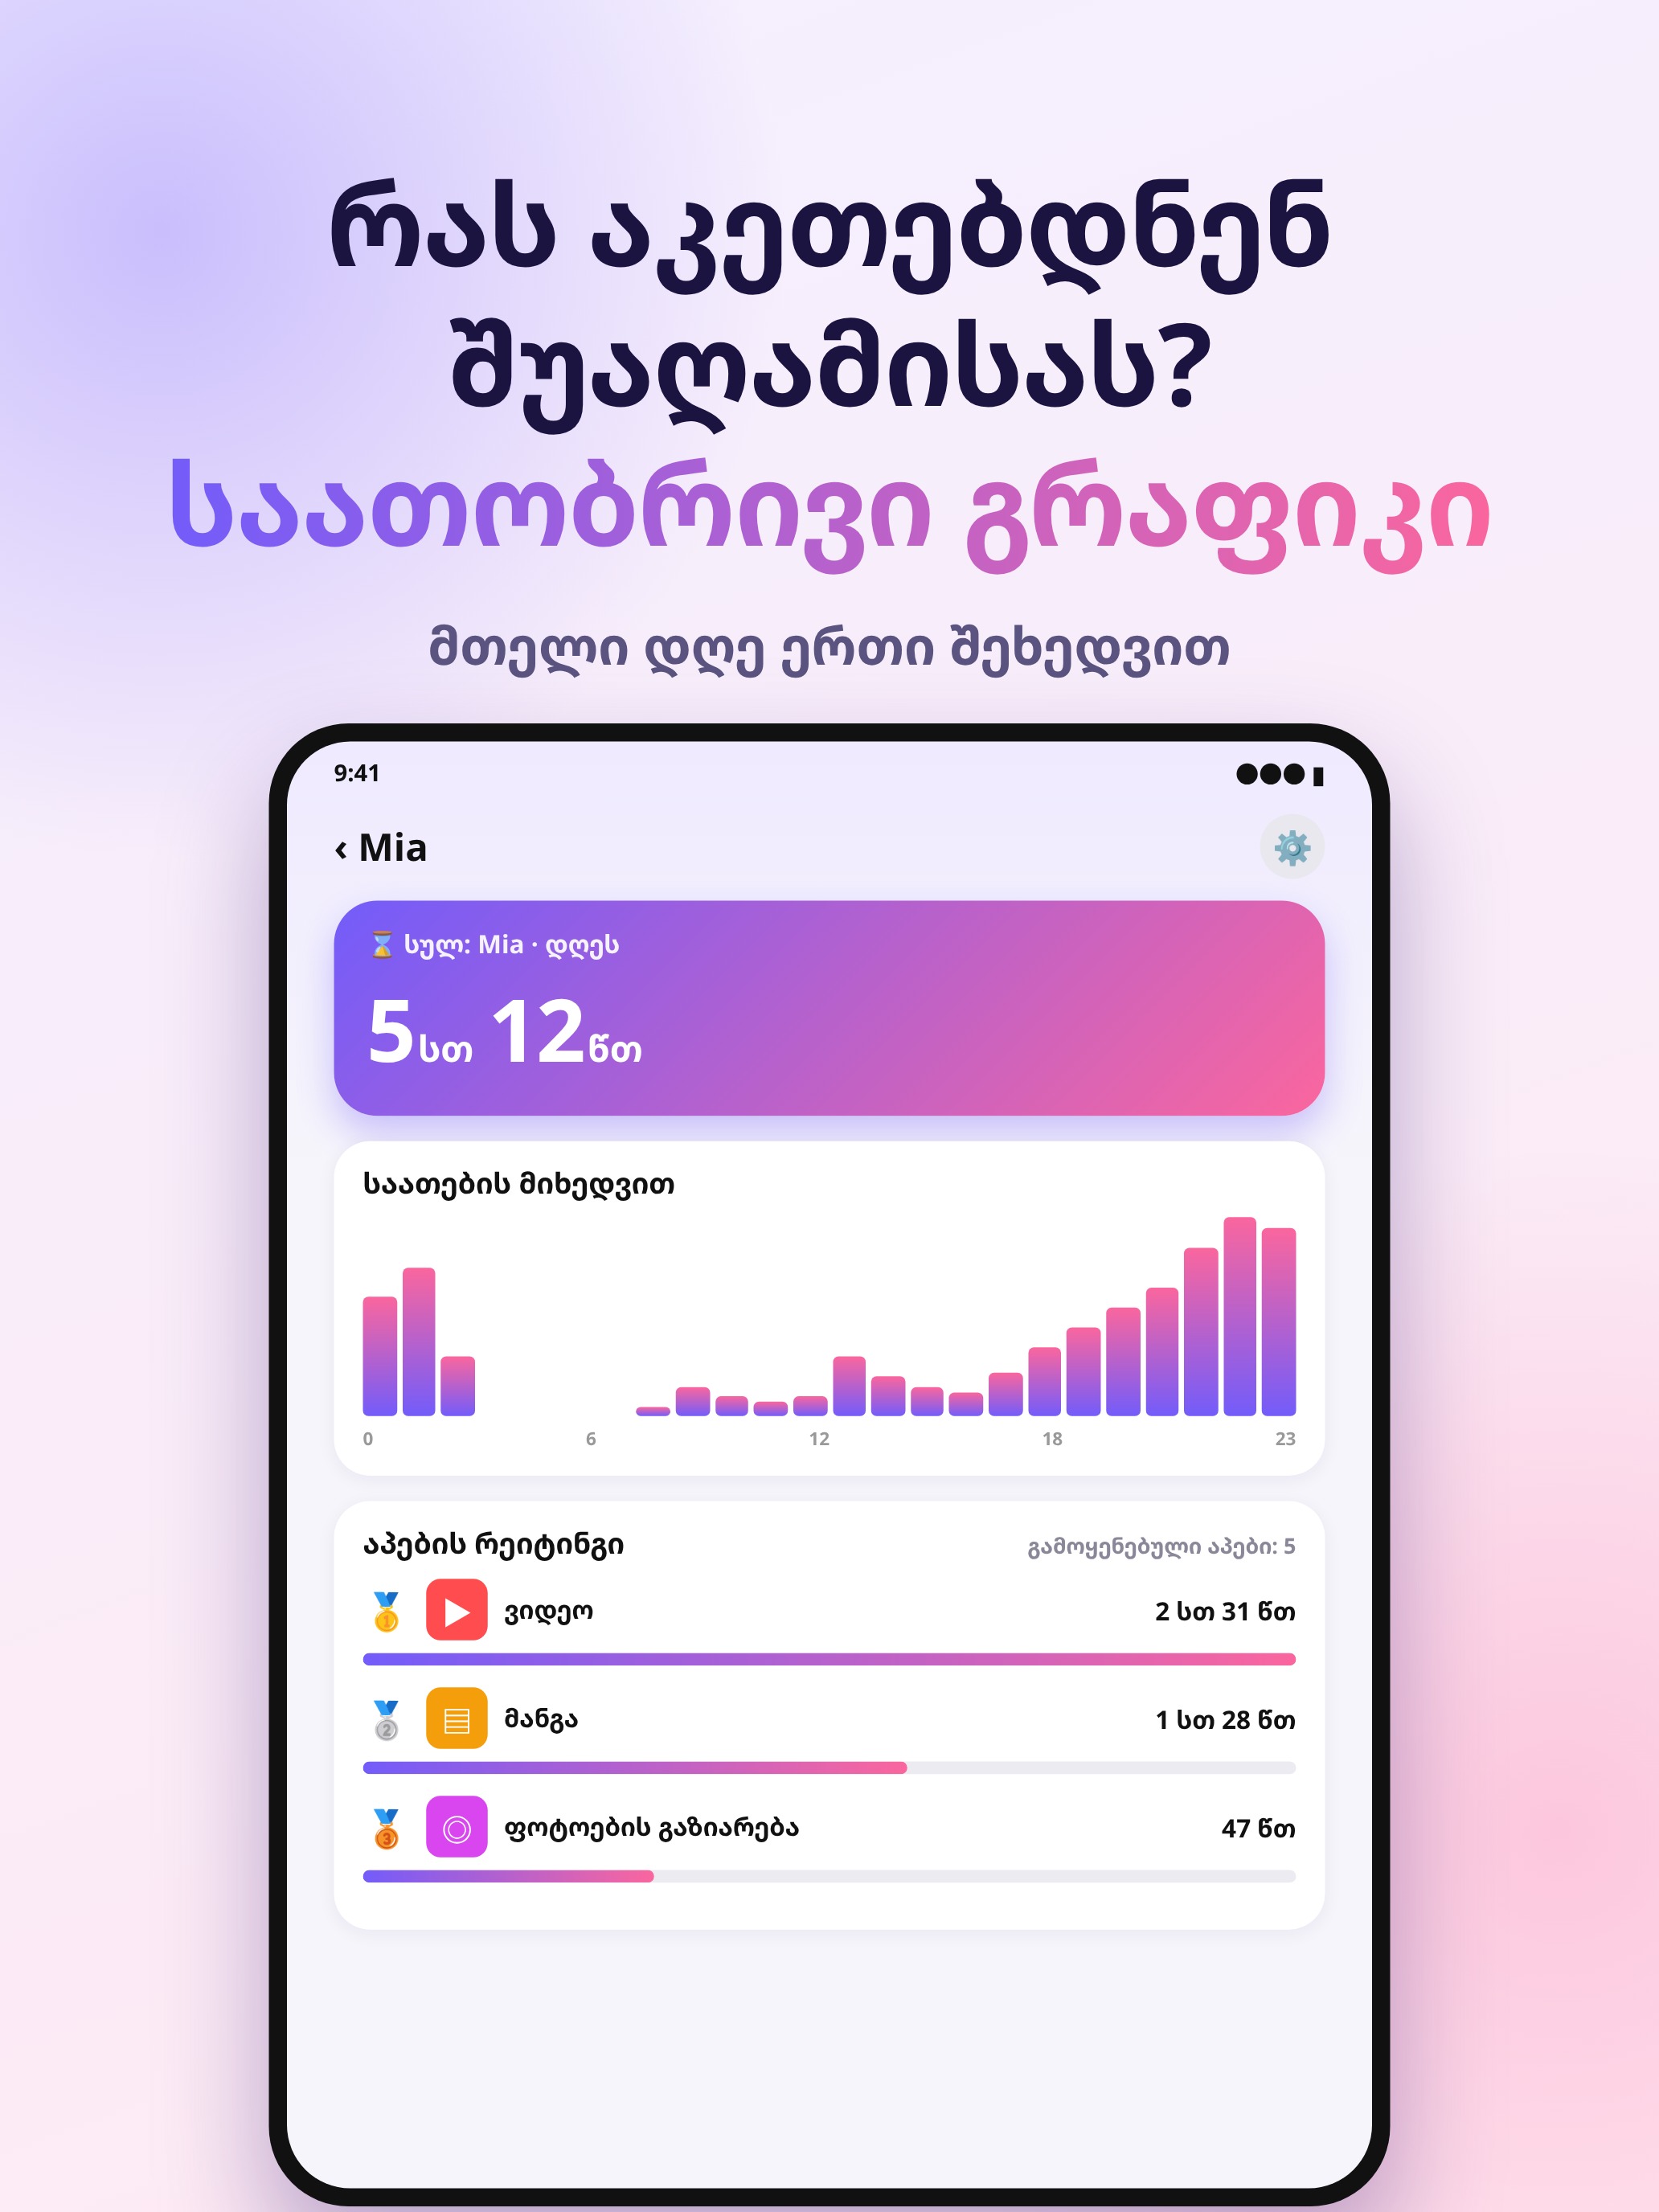 რას აკეთებდნენ
შუაღამისას?
საათობრივი გრაფიკი
მთელი დღე ერთი შეხედვით
9:41
‹ Mia
⌛ სულ: Mia · დღეს
5სთ 12წთ
საათების მიხედვით
0 6 12 18 23
აპების რეიტინგი გამოყენებული აპები: 5
🥇 ვიდეო 2 სთ 31 წთ
🥈 მანგა 1 სთ 28 წთ
🥉 ფოტოების გაზიარება 47 წთ